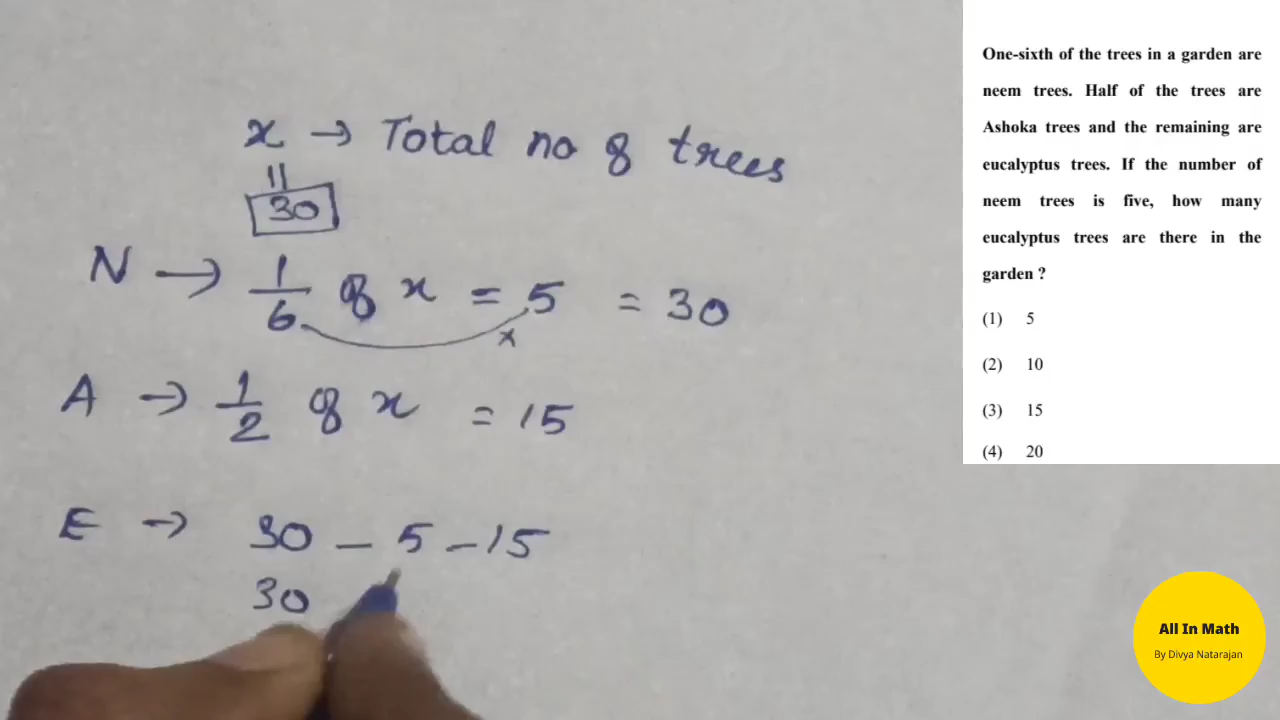 x → Total no of trees
||
30
N → 1/6 of x = 5 = 30
x
A → 1/2 of x = 15
E → 30 - 5 - 15
30
One-sixth of the trees in a garden are
neem trees. Half of the trees are
Ashoka trees and the remaining are
eucalyptus trees. If the number of
neem trees is five, how many
eucalyptus trees are there in the
garden ?
(1) 5
(2) 10
(3) 15
(4) 20
All In Math
By Divya Natarajan